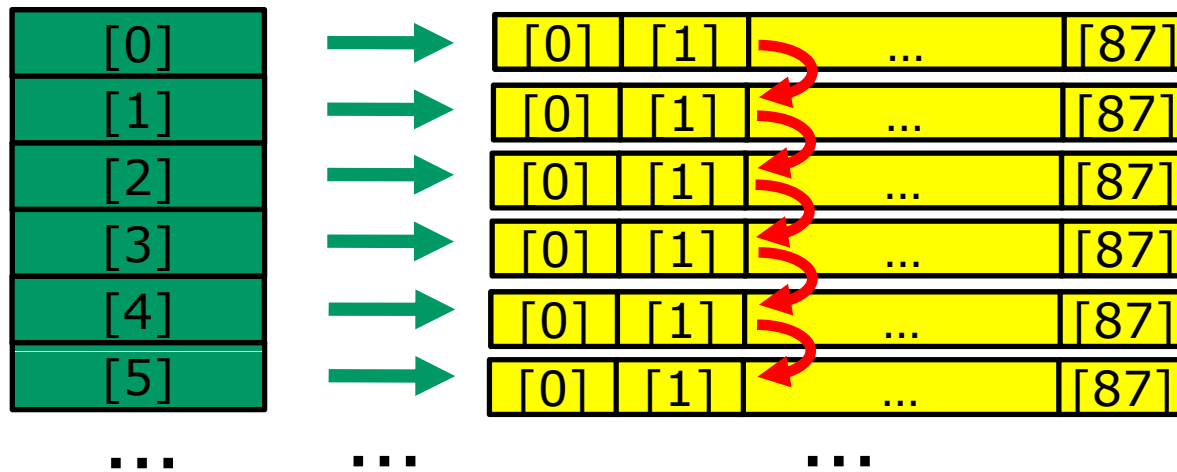 [0] [0] [1] ... [87]
[1] [0] [1] ... [87]
[2] [0] [1] ... [87]
[3] [0] [1] ... [87]
[4] [0] [1] ... [87]
[5] [0] [1] ... [87]
... ... ...